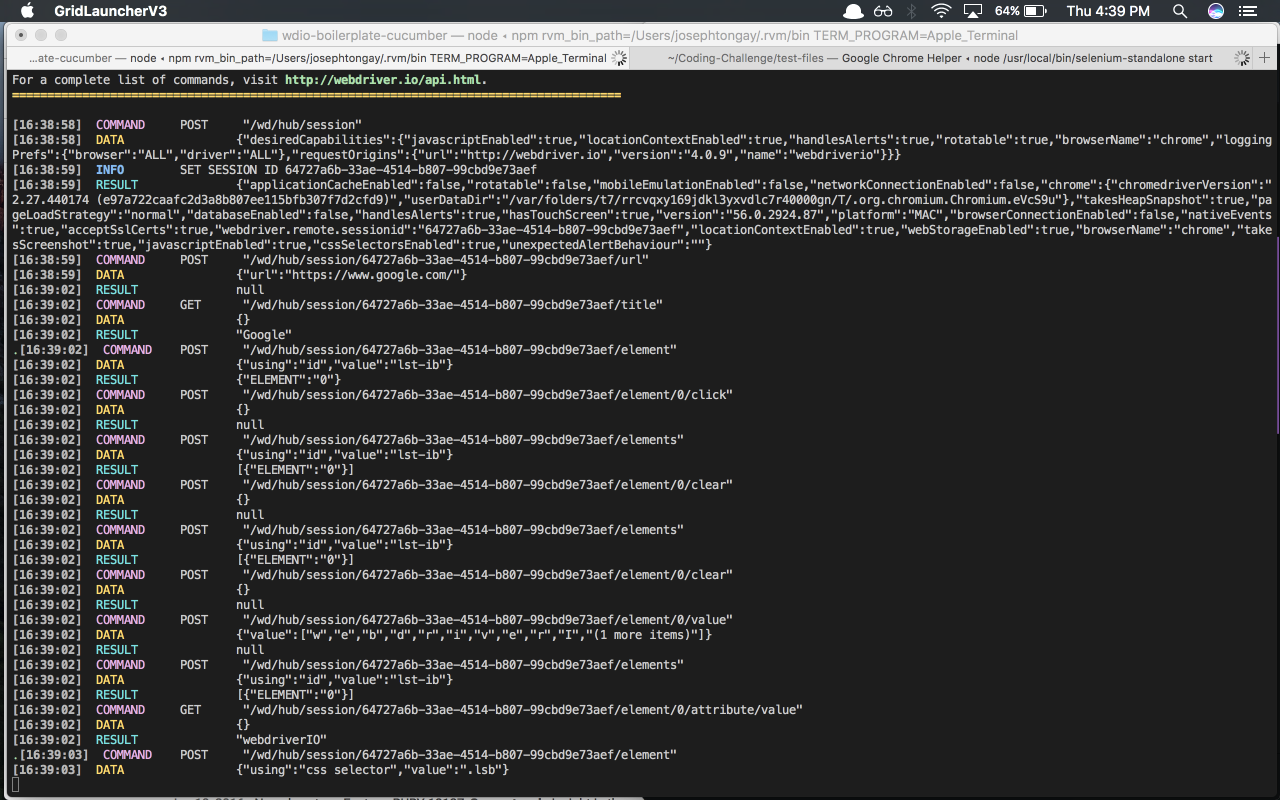 GridLauncherV3 64% Thu 4:39 PM
wdio-boilerplate-cucumber — node ◂ npm rvm_bin_path=/Users/josephtongay/.rvm/bin TERM_PROGRAM=Apple_Terminal
...ate-cucumber — node ◂ npm rvm_bin_path=/Users/josephtongay/.rvm/bin TERM_PROGRAM=Apple_Terminal ~/Coding-Challenge/test-files — Google Chrome Helper ◂ node /usr/local/bin/selenium-standalone start
For a complete list of commands, visit http://webdriver.io/api.html.
[16:38:58] COMMAND POST "/wd/hub/session"
[16:38:58] DATA {"desiredCapabilities":{"javascriptEnabled":true,"locationContextEnabled":true,"handlesAlerts":true,"rotatable":true,"browserName":"chrome","logging
Prefs":{"browser":"ALL","driver":"ALL"},"requestOrigins":{"url":"http://webdriver.io","version":"4.0.9","name":"webdriverio"}}}
[16:38:59] INFO SET SESSION ID 64727a6b-33ae-4514-b807-99cbd9e73aef
[16:38:59] RESULT {"applicationCacheEnabled":false,"rotatable":false,"mobileEmulationEnabled":false,"networkConnectionEnabled":false,"chrome":{"chromedriverVersion":"
2.27.440174 (e97a722caafc2d3a8b807ee115bfb307f7d2cfd9)","userDataDir":"/var/folders/t7/rrcvqxy169jdkl3yxvdlc7r40000gn/T/.org.chromium.Chromium.eVcS9u"},"takesHeapSnapshot":true,"pa
geLoadStrategy":"normal","databaseEnabled":false,"handlesAlerts":true,"hasTouchScreen":true,"version":"56.0.2924.87","platform":"MAC","browserConnectionEnabled":false,"nativeEvents
":true,"acceptSslCerts":true,"webdriver.remote.sessionid":"64727a6b-33ae-4514-b807-99cbd9e73aef","locationContextEnabled":true,"webStorageEnabled":true,"browserName":"chrome","take
sScreenshot":true,"javascriptEnabled":true,"cssSelectorsEnabled":true,"unexpectedAlertBehaviour":""}
[16:38:59] COMMAND POST "/wd/hub/session/64727a6b-33ae-4514-b807-99cbd9e73aef/url"
[16:38:59] DATA {"url":"https://www.google.com/"}
[16:39:02] RESULT null
[16:39:02] COMMAND GET "/wd/hub/session/64727a6b-33ae-4514-b807-99cbd9e73aef/title"
[16:39:02] DATA {}
[16:39:02] RESULT "Google"
.[16:39:02] COMMAND POST "/wd/hub/session/64727a6b-33ae-4514-b807-99cbd9e73aef/element"
[16:39:02] DATA {"using":"id","value":"lst-ib"}
[16:39:02] RESULT {"ELEMENT":"0"}
[16:39:02] COMMAND POST "/wd/hub/session/64727a6b-33ae-4514-b807-99cbd9e73aef/element/0/click"
[16:39:02] DATA {}
[16:39:02] RESULT null
[16:39:02] COMMAND POST "/wd/hub/session/64727a6b-33ae-4514-b807-99cbd9e73aef/elements"
[16:39:02] DATA {"using":"id","value":"lst-ib"}
[16:39:02] RESULT [{"ELEMENT":"0"}]
[16:39:02] COMMAND POST "/wd/hub/session/64727a6b-33ae-4514-b807-99cbd9e73aef/element/0/clear"
[16:39:02] DATA {}
[16:39:02] RESULT null
[16:39:02] COMMAND POST "/wd/hub/session/64727a6b-33ae-4514-b807-99cbd9e73aef/elements"
[16:39:02] DATA {"using":"id","value":"lst-ib"}
[16:39:02] RESULT [{"ELEMENT":"0"}]
[16:39:02] COMMAND POST "/wd/hub/session/64727a6b-33ae-4514-b807-99cbd9e73aef/element/0/clear"
[16:39:02] DATA {}
[16:39:02] RESULT null
[16:39:02] COMMAND POST "/wd/hub/session/64727a6b-33ae-4514-b807-99cbd9e73aef/element/0/value"
[16:39:02] DATA {"value":["w","e","b","d","r","i","v","e","r","I","(1 more items)"]}
[16:39:02] RESULT null
[16:39:02] COMMAND POST "/wd/hub/session/64727a6b-33ae-4514-b807-99cbd9e73aef/elements"
[16:39:02] DATA {"using":"id","value":"lst-ib"}
[16:39:02] RESULT [{"ELEMENT":"0"}]
[16:39:02] COMMAND GET "/wd/hub/session/64727a6b-33ae-4514-b807-99cbd9e73aef/element/0/attribute/value"
[16:39:02] DATA {}
[16:39:02] RESULT "webdriverIO"
.[16:39:03] COMMAND POST "/wd/hub/session/64727a6b-33ae-4514-b807-99cbd9e73aef/element"
[16:39:03] DATA {"using":"css selector","value":".lsb"}